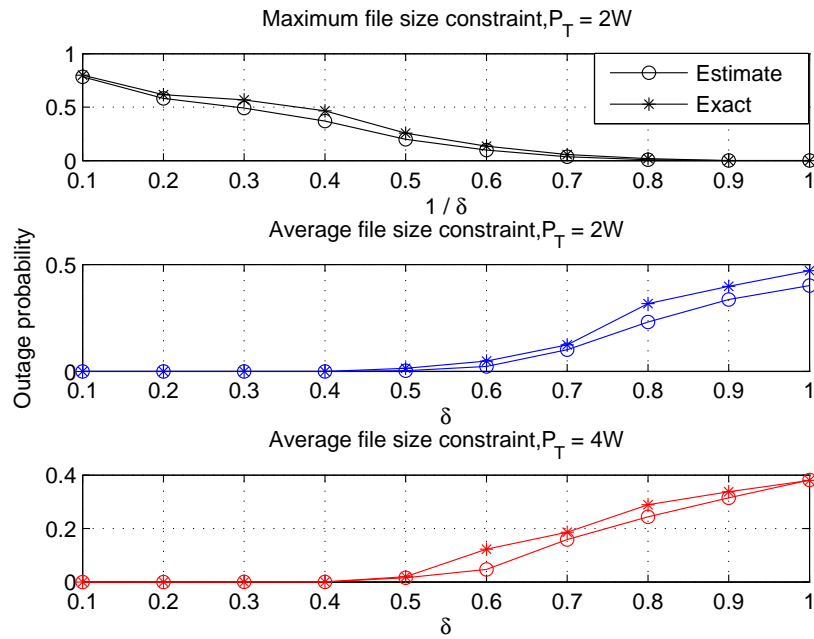 Maximum file size constraint,P_T = 2W
1
0.5
0
Estimate
Exact
0.1 0.2 0.3 0.4 0.5 0.6 0.7 0.8 0.9 1
1 / δ
Average file size constraint,P_T = 2W
0.5
0
0.1 0.2 0.3 0.4 0.5 0.6 0.7 0.8 0.9 1
δ
Outage probability
Average file size constraint,P_T = 4W
0.4
0.2
0
0.1 0.2 0.3 0.4 0.5 0.6 0.7 0.8 0.9 1
δ